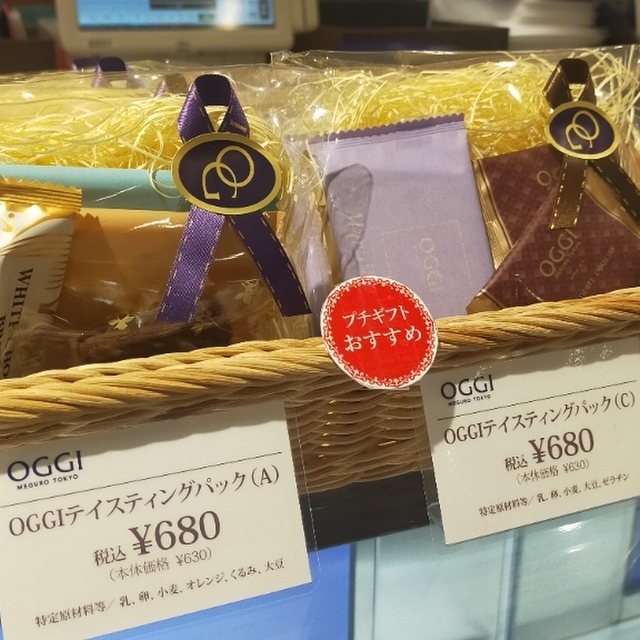 OGGI
OGGI
CHOCOLAT
プチギフト
おすすめ
OGGI
MEGURO TOKYO
OGGIテイスティングパック(A)
税込 ¥680
(本体価格 ¥630)
特定原材料等／乳、卵、小麦、オレンジ、くるみ、大豆
OGGI
MEGURO TOKYO
OGGIテイスティングパック(C)
税込 ¥680
(本体価格 ¥630)
特定原材料等／乳、卵、小麦、大豆、ゼラチン